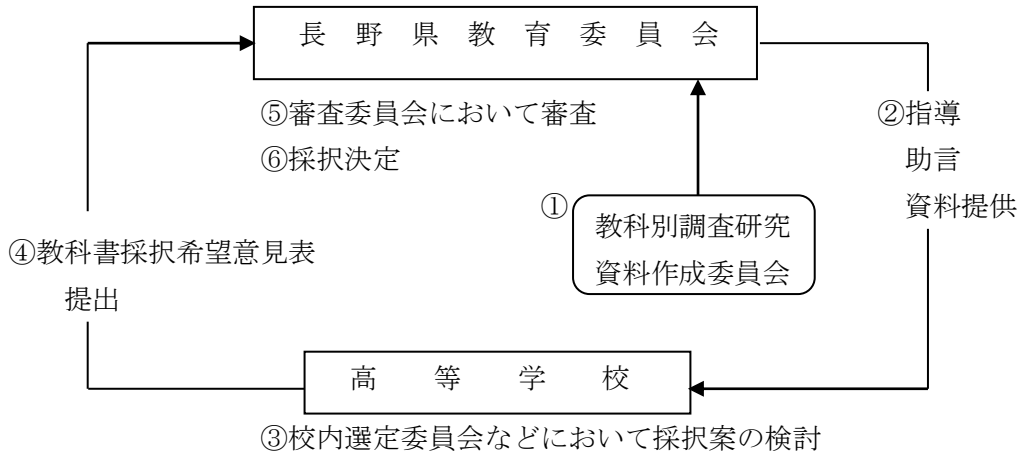 長野県教育委員会
⑤審査委員会において審査
⑥採択決定
②指導
助言
資料提供
①
教科別調査研究
資料作成委員会
④教科書採択希望意見表
提出
高等学校
③校内選定委員会などにおいて採択案の検討